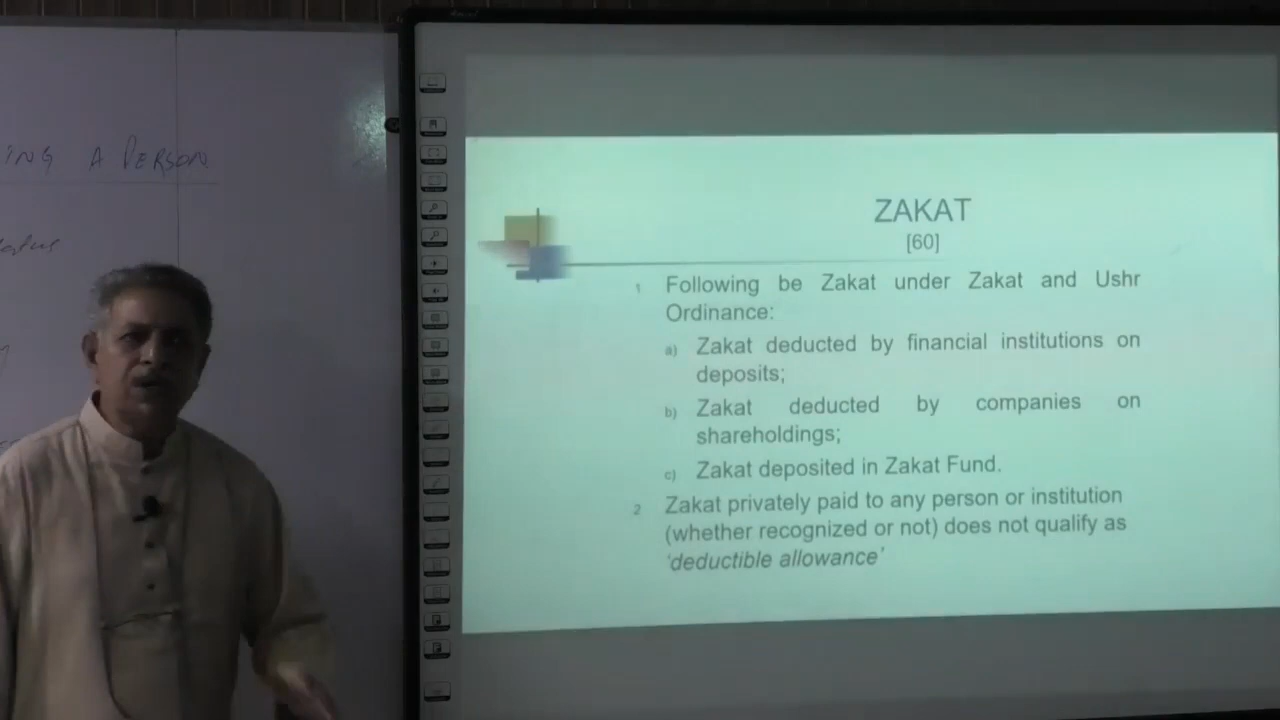 ING A PERSON
ZAKAT
[60]
1 Following be Zakat under Zakat and Ushr
Ordinance:
a) Zakat deducted by financial institutions on
deposits;
b) Zakat deducted by companies on
shareholdings;
c) Zakat deposited in Zakat Fund.
2 Zakat privately paid to any person or institution
(whether recognized or not) does not qualify as
‘deductible allowance’